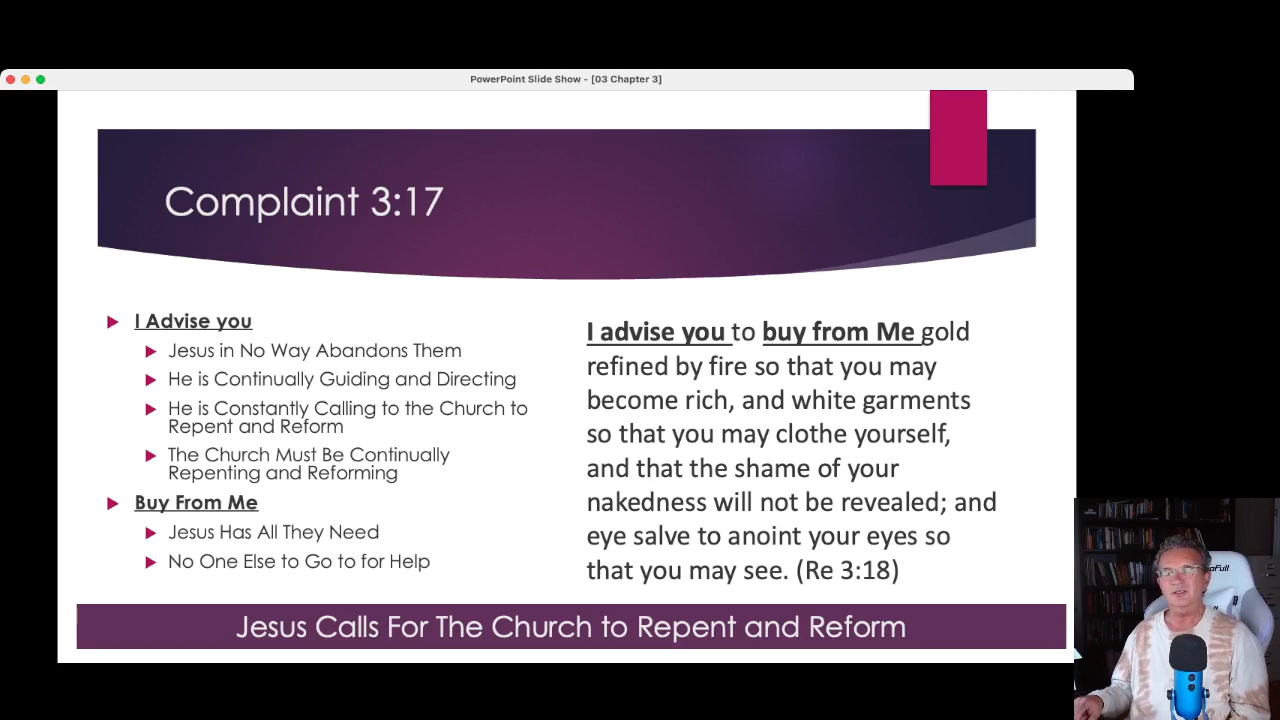 PowerPoint Slide Show - [03 Chapter 3]
Complaint 3:17
I Advise you
Jesus in No Way Abandons Them
He is Continually Guiding and Directing
He is Constantly Calling to the Church to
Repent and Reform
The Church Must Be Continually
Repenting and Reforming
Buy From Me
Jesus Has All They Need
No One Else to Go to for Help
I advise you to buy from Me gold
refined by fire so that you may
become rich, and white garments
so that you may clothe yourself,
and that the shame of your
nakedness will not be revealed; and
eye salve to anoint your eyes so
that you may see. (Re 3:18)
Jesus Calls For The Church to Repent and Reform